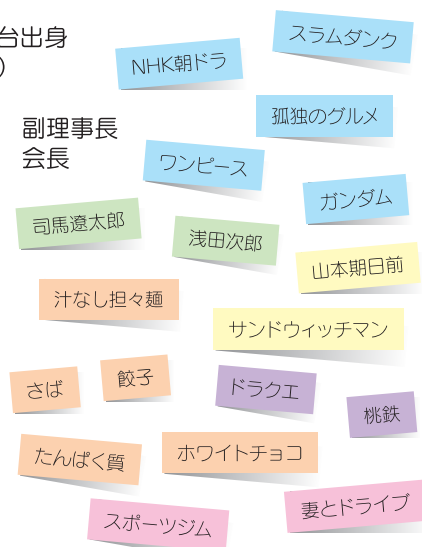 台出身
)
副理事長
会長
スラムダンク
NHK朝ドラ
孤独のグルメ
ワンピース
ガンダム
司馬遼太郎
浅田次郎
山本期日前
汁なし担々麺
サンドウィッチマン
さば
餃子
ドラクエ
桃鉄
たんぱく質
ホワイトチョコ
スポーツジム
妻とドライブ